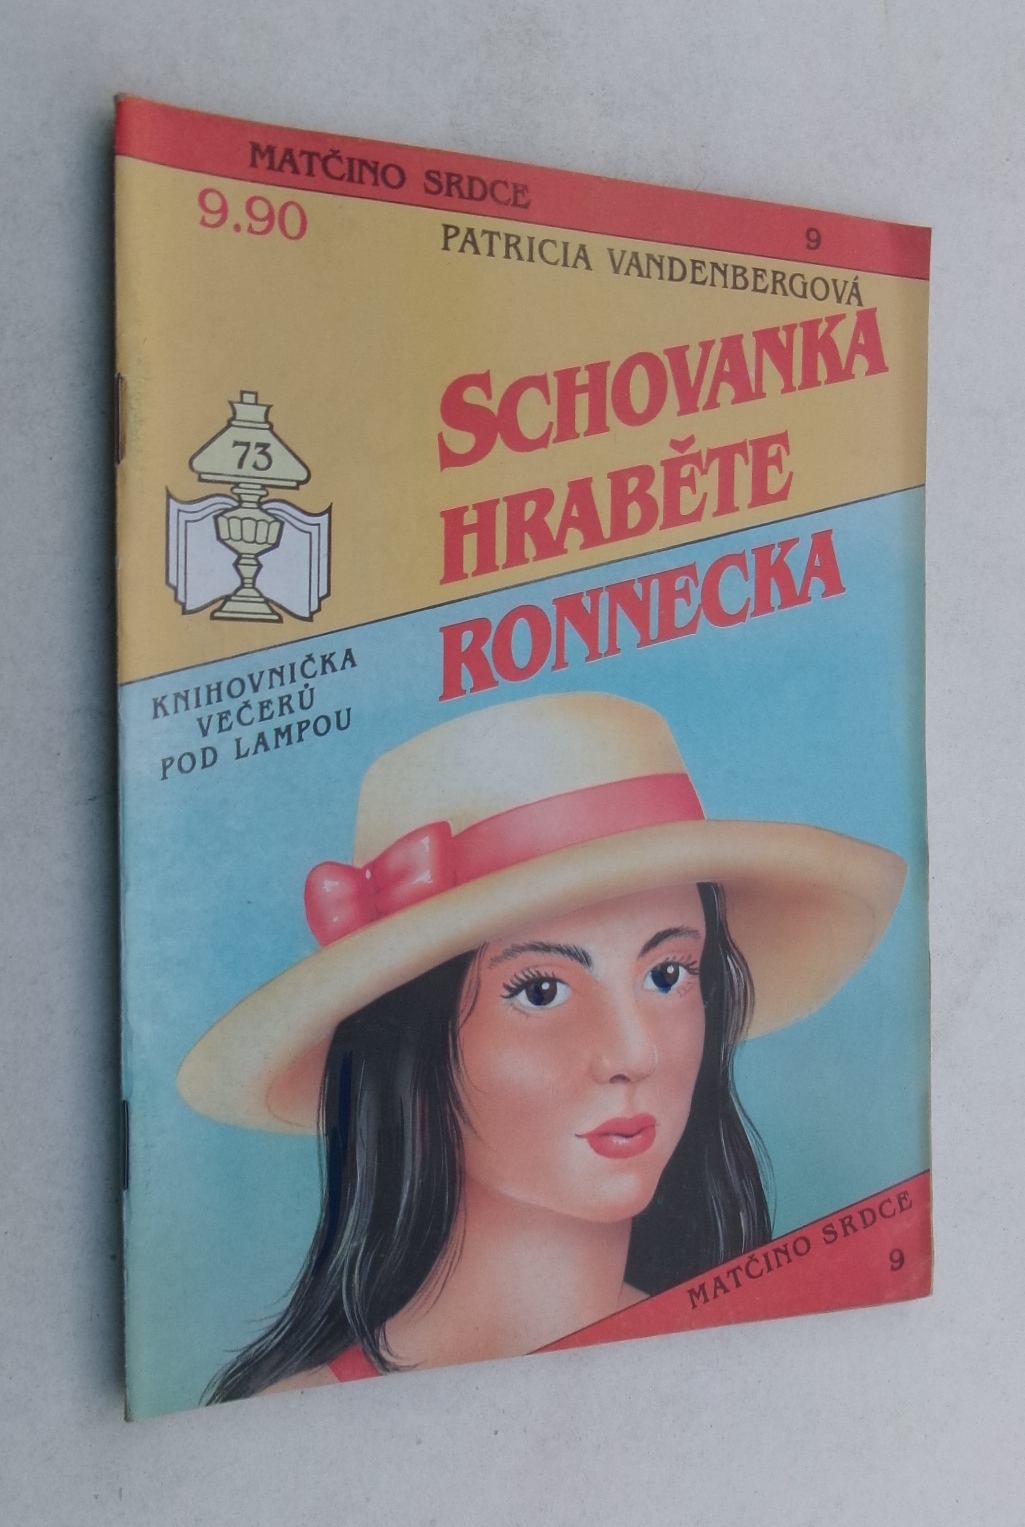 MATČINO SRDCE 9
9.90
PATRICIA VANDENBERGOVÁ
SCHOVANKA
HRABĚTE
RONNECKA
73
KNIHOVNIČKA
VEČERŮ
POD LAMPOU
MATČINO SRDCE
9